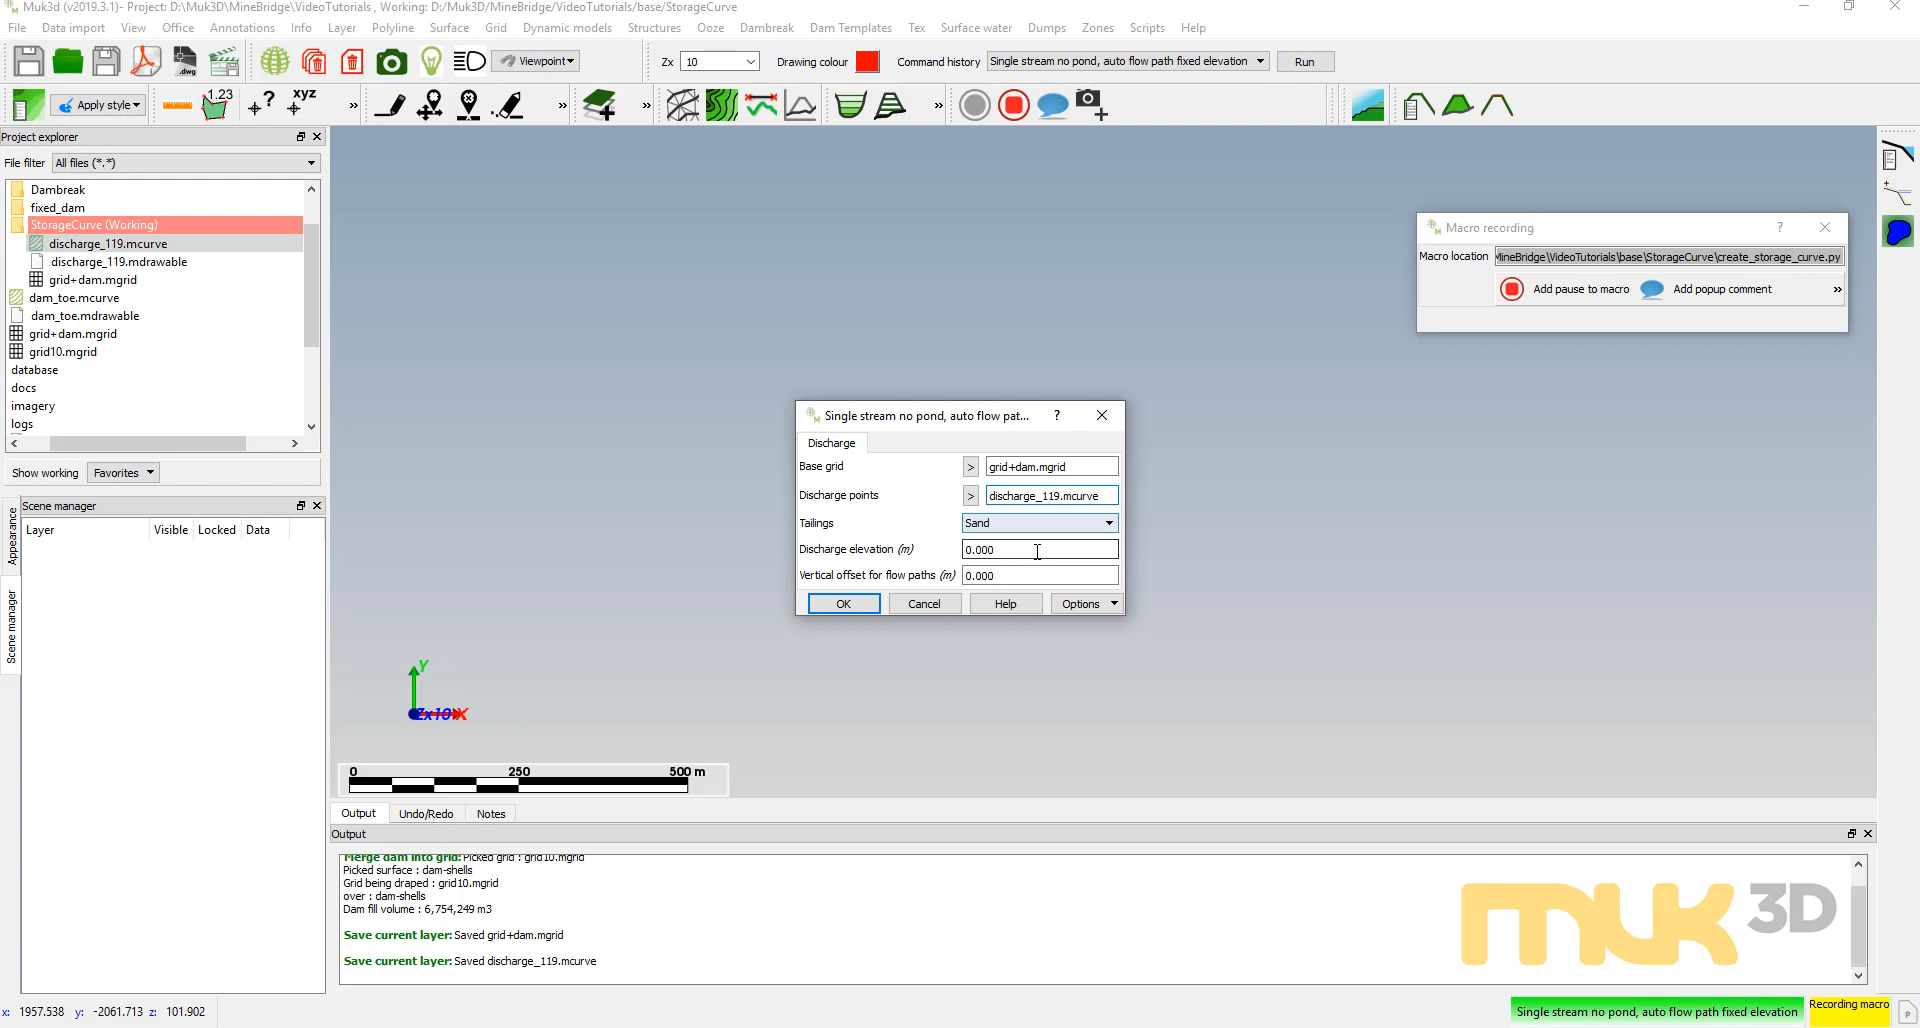 Muk3d (v2019.3.1)- Project: D:\Muk3D\MineBridge\VideoTutorials , Working: D:/Muk3D/MineBridge/VideoTutorials/base/StorageCurve
File Data import View Office Annotations Info Layer Polyline Surface Grid Dynamic models Structures Ooze Dambreak Dam Templates Tex Surface water Dumps Zones Scripts Help
.dwg Viewpoint Zx 10 Drawing colour Command history Single stream no pond, auto flow path fixed elevation Run
Apply style 1.23 ? xyz » » » »
Project explorer
File filter All files (*.*)
Dambreak
fixed_dam
StorageCurve (Working)
discharge_119.mcurve
discharge_119.mdrawable
grid+dam.mgrid
dam_toe.mcurve
dam_toe.mdrawable
grid+dam.mgrid
grid10.mgrid
database
docs
imagery
logs
Show working Favorites
Scene manager
Layer Visible Locked Data
Appearance
Scene manager
Macro recording ?
Macro location MineBridge\VideoTutorials\base\StorageCurve\create_storage_curve.py
Add pause to macro Add popup comment »
Single stream no pond, auto flow pat... ?
Discharge
Base grid > grid+dam.mgrid
Discharge points > discharge_119.mcurve
Tailings Sand
Discharge elevation (m) 0.000
Vertical offset for flow paths (m) 0.000
OK Cancel Help Options
Y
Zx10 X
0 250 500 m
Output Undo/Redo Notes
Output
Merge dam into grid: Picked grid : grid10.mgrid
Picked surface : dam-shells
Grid being draped : grid10.mgrid
over : dam-shells
Dam fill volume : 6,754,249 m3
Save current layer: Saved grid+dam.mgrid
Save current layer: Saved discharge_119.mcurve
MUK 3D
x: 1957.538 y: -2061.713 z: 101.902
Single stream no pond, auto flow path fixed elevation
Recording macro
P